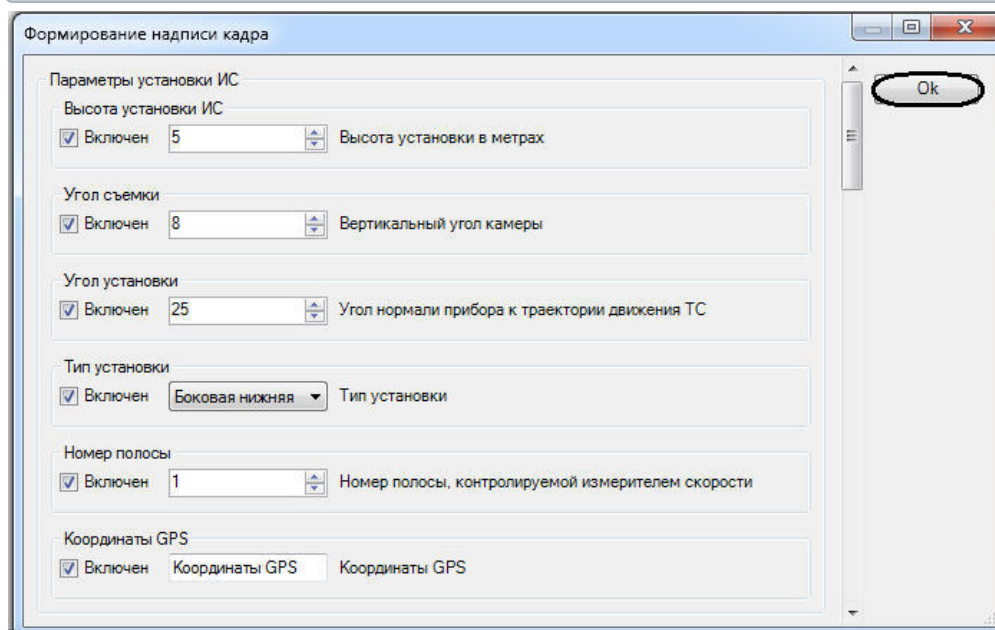 Формирование надписи кадра
Параметры установки ИС
Высота установки ИС
Включен 5 Высота установки в метрах
Угол съемки
Включен 8 Вертикальный угол камеры
Угол установки
Включен 25 Угол нормали прибора к траектории движения ТС
Тип установки
Включен Боковая нижняя Тип установки
Номер полосы
Включен 1 Номер полосы, контролируемой измерителем скорости
Координаты GPS
Включен Координаты GPS Координаты GPS
Ok